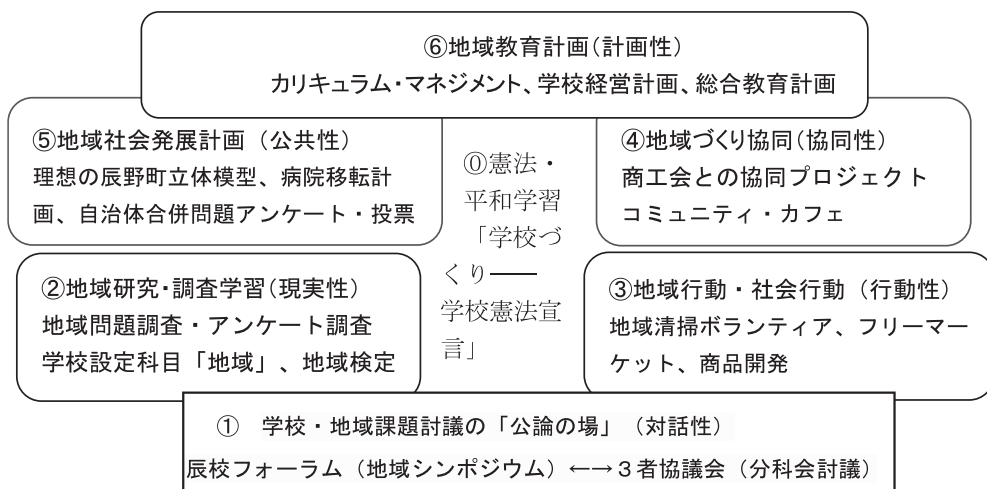 ⑥地域教育計画(計画性)
カリキュラム・マネジメント、学校経営計画、総合教育計画
⑤地域社会発展計画（公共性）
理想の辰野町立体模型、病院移転計
画、自治体合併問題アンケート・投票
⓪憲法・
平和学習
「学校づ
くり――
学校憲法宣
言」
④地域づくり協同(協同性)
商工会との協同プロジェクト
コミュニティ・カフェ
②地域研究・調査学習(現実性)
地域問題調査・アンケート調査
学校設定科目「地域」、地域検定
③地域行動・社会行動（行動性）
地域清掃ボランティア、フリーマー
ケット、商品開発
①　学校・地域課題討議の「公論の場」（対話性）
辰校フォーラム（地域シンポジウム）←→３者協議会（分科会討議）